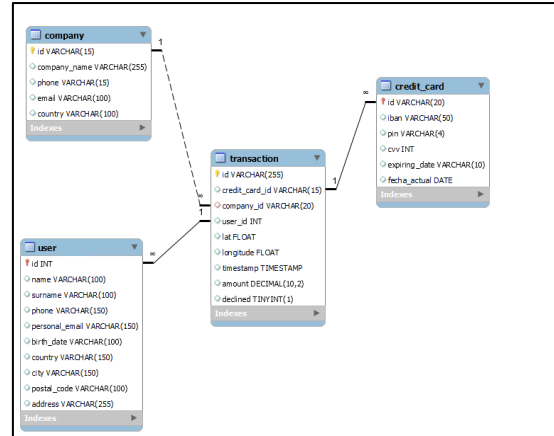 company
id VARCHAR(15)
company_name VARCHAR(255)
phone VARCHAR(15)
email VARCHAR(100)
country VARCHAR(100)
Indexes
1
∞
credit_card
id VARCHAR(20)
iban VARCHAR(50)
pin VARCHAR(4)
cvv INT
expiring_date VARCHAR(10)
fecha_actual DATE
Indexes
∞
1
transaction
id VARCHAR(255)
credit_card_id VARCHAR(15)
company_id VARCHAR(20)
user_id INT
lat FLOAT
longitude FLOAT
timestamp TIMESTAMP
amount DECIMAL(10,2)
declined TINYINT(1)
Indexes
1
∞
user
id INT
name VARCHAR(100)
surname VARCHAR(100)
phone VARCHAR(150)
personal_email VARCHAR(150)
birth_date VARCHAR(100)
country VARCHAR(150)
city VARCHAR(150)
postal_code VARCHAR(100)
address VARCHAR(255)
Indexes